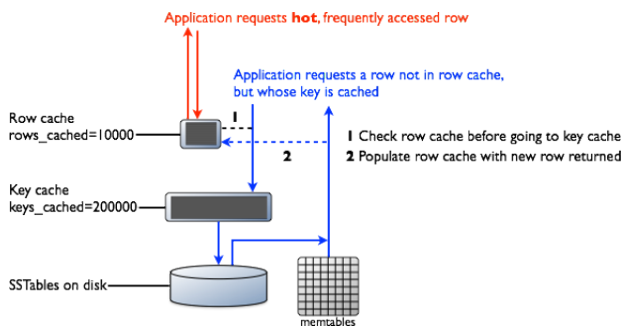 Application requests hot, frequently accessed row
Application requests a row not in row cache,
but whose key is cached
Row cache
rows_cached=10000
1
1 Check row cache before going to key cache
2
2 Populate row cache with new row returned
Key cache
keys_cached=200000
SSTables on disk
memtables